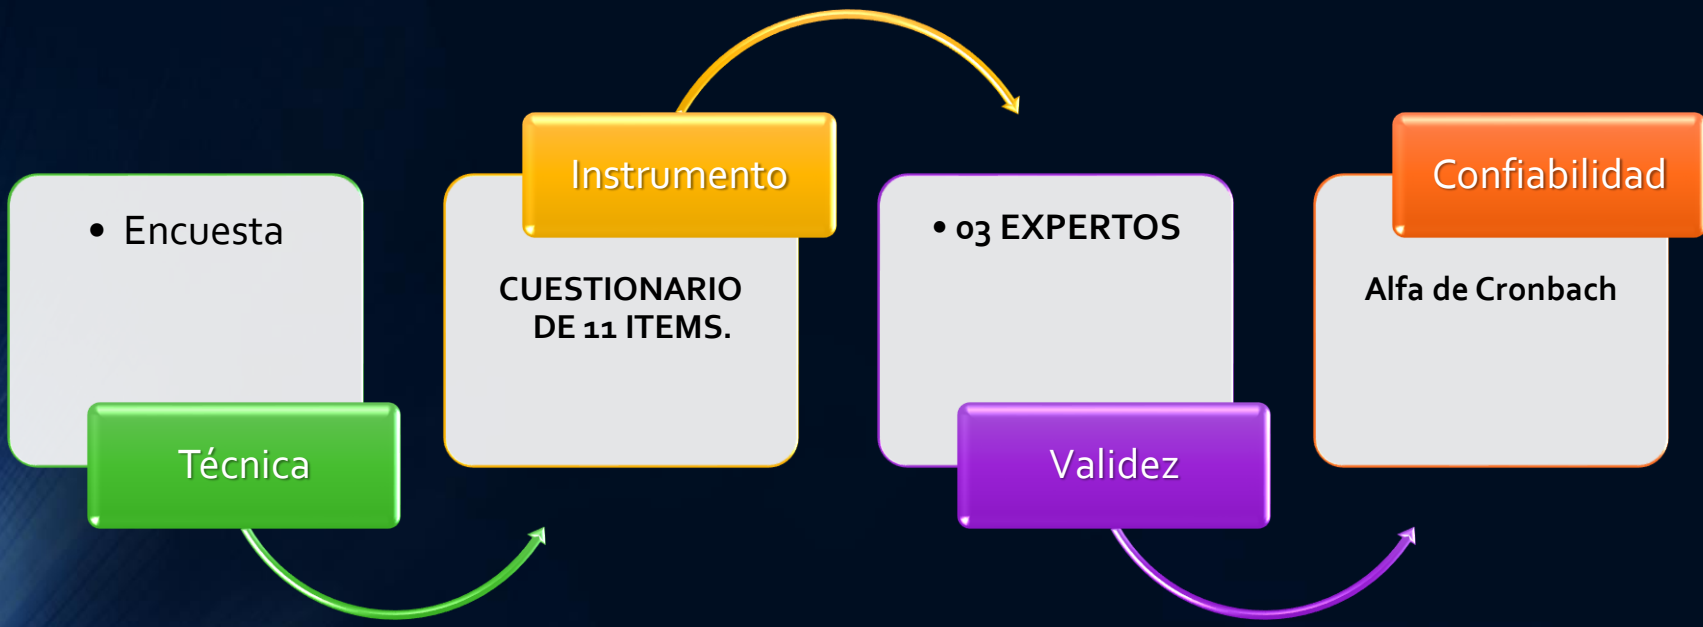 • Encuesta
Técnica
Instrumento
CUESTIONARIO
DE 11 ITEMS.
• 03 EXPERTOS
Validez
Confiabilidad
Alfa de Cronbach